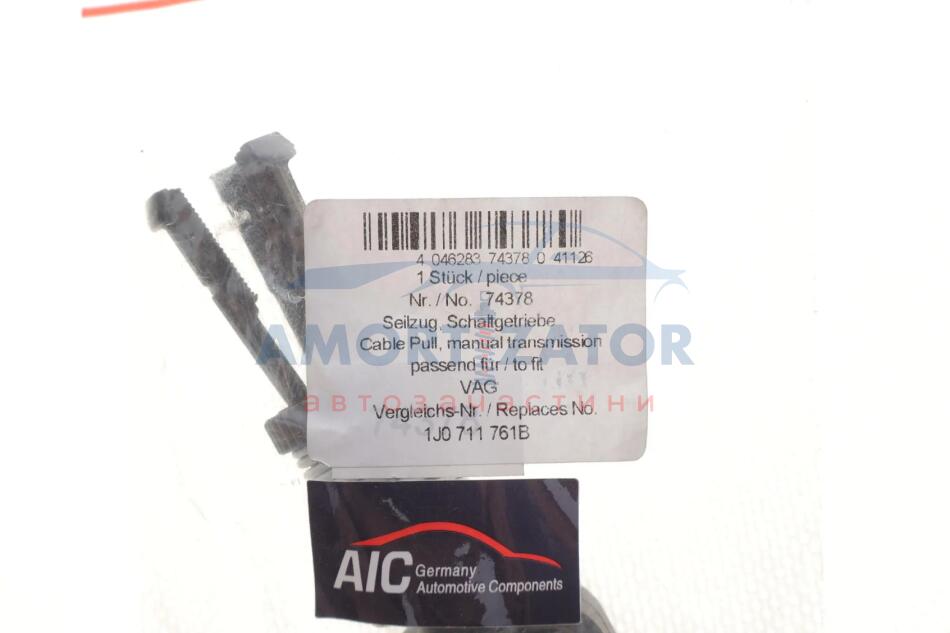 4 046283 74378 0 41126
1 Stück / piece
Nr. / No. 74378
Seilzug, Schaltgetriebe
AMORTIZATOR
Cable Pull, manual transmission
passend für / to fit
VAG
автозапчастини
Vergleichs-Nr. / Replaces No.
1J0 711 761B
AIC Germany
Automotive Components